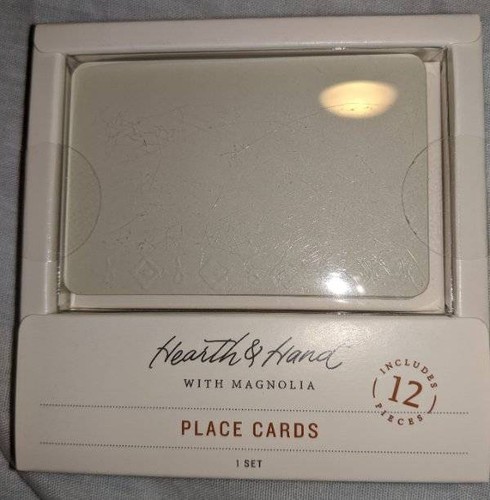 Hearth & Hand
WITH MAGNOLIA
INCLUDES
12
PIECES
PLACE CARDS
1 SET